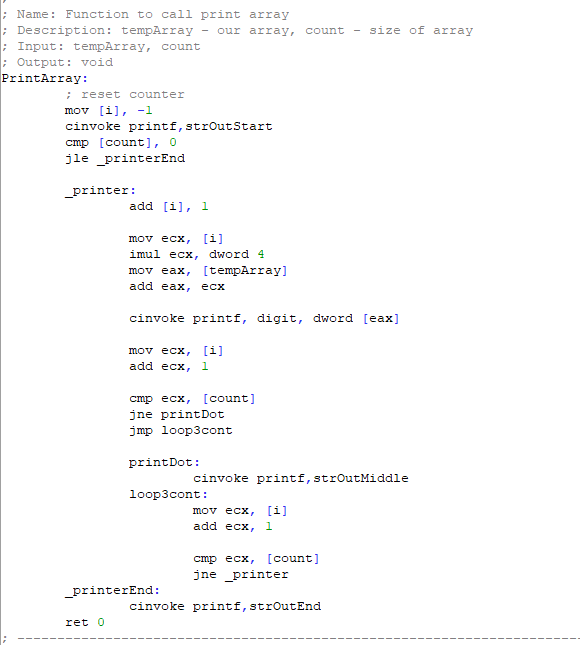 ; Name: Function to call print array
; Description: tempArray - our array, count - size of array
; Input: tempArray, count
; Output: void
PrintArray:
; reset counter
mov [i], -1
cinvoke printf,strOutStart
cmp [count], 0
jle _printerEnd
_printer:
add [i], 1
mov ecx, [i]
imul ecx, dword 4
mov eax, [tempArray]
add eax, ecx
cinvoke printf, digit, dword [eax]
mov ecx, [i]
add ecx, 1
cmp ecx, [count]
jne printDot
jmp loop3cont
printDot:
cinvoke printf,strOutMiddle
loop3cont:
mov ecx, [i]
add ecx, 1
cmp ecx, [count]
jne _printer
_printerEnd:
cinvoke printf,strOutEnd
ret 0
; --------------------------------------------------------------------